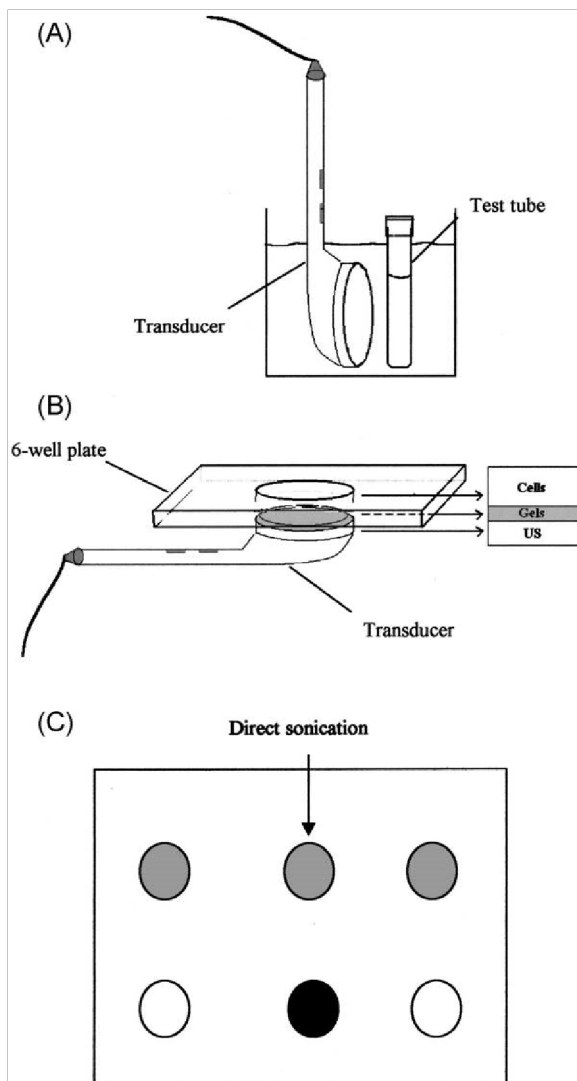 (A)
Test tube
Transducer
(B)
6-well plate
Cells
Gels
US
Transducer
(C)
Direct sonication